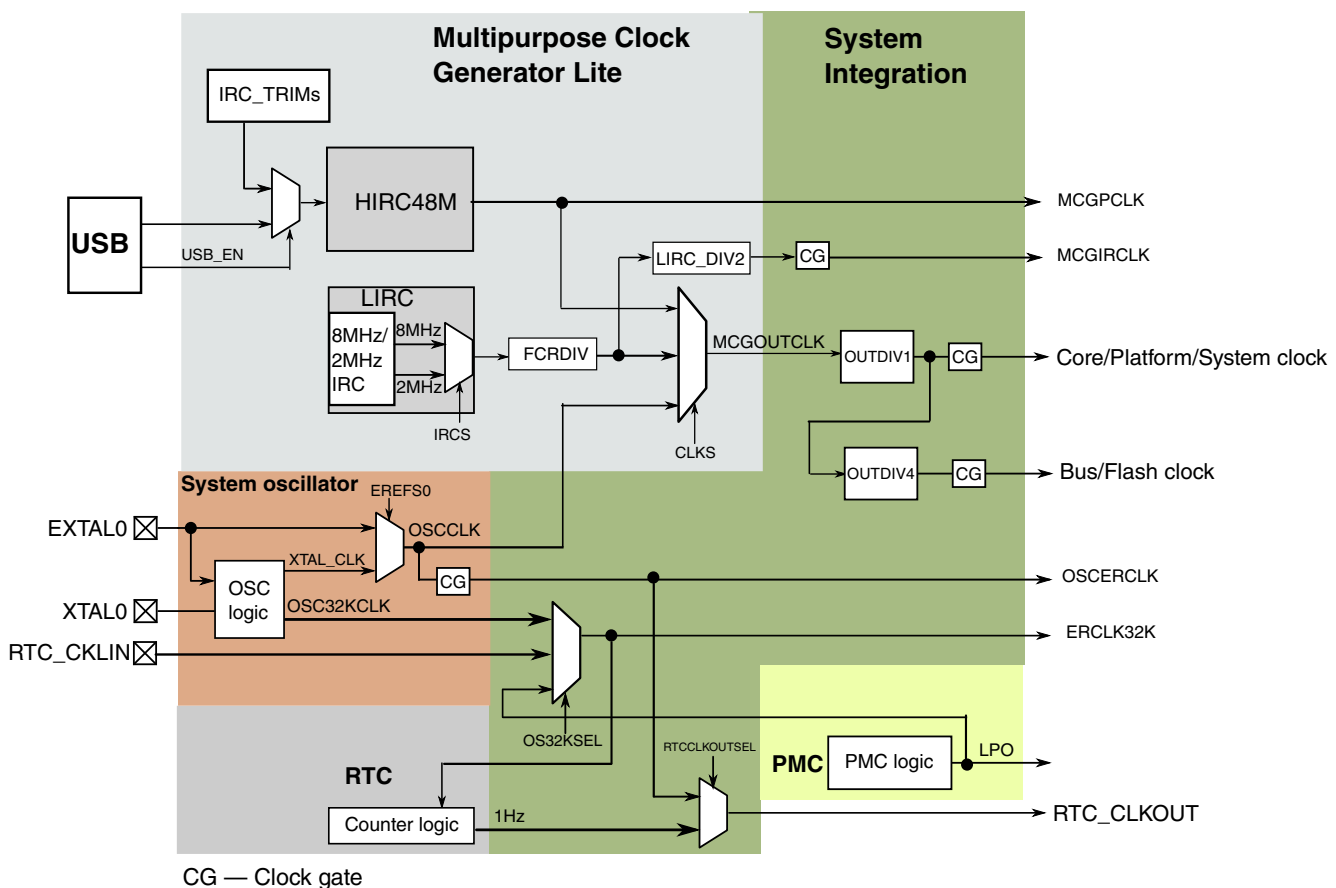 Multipurpose Clock
Generator Lite
System
Integration
IRC_TRIMs
HIRC48M
MCGPCLK
USB
USB_EN
LIRC_DIV2
CG
MCGIRCLK
LIRC
8MHz/
2MHz
IRC
8MHz
2MHz
IRCS
FCRDIV
MCGOUTCLK
CLKS
OUTDIV1
CG
Core/Platform/System clock
OUTDIV4
CG
Bus/Flash clock
System oscillator
EREFS0
EXTAL0
OSCCLK
XTAL_CLK
OSC
logic
CG
OSCERCLK
XTAL0
OSC32KCLK
ERCLK32K
RTC_CKLIN
OS32KSEL
RTCCLKOUTSEL
PMC
PMC logic
LPO
RTC
Counter logic
1Hz
RTC_CLKOUT
CG — Clock gate